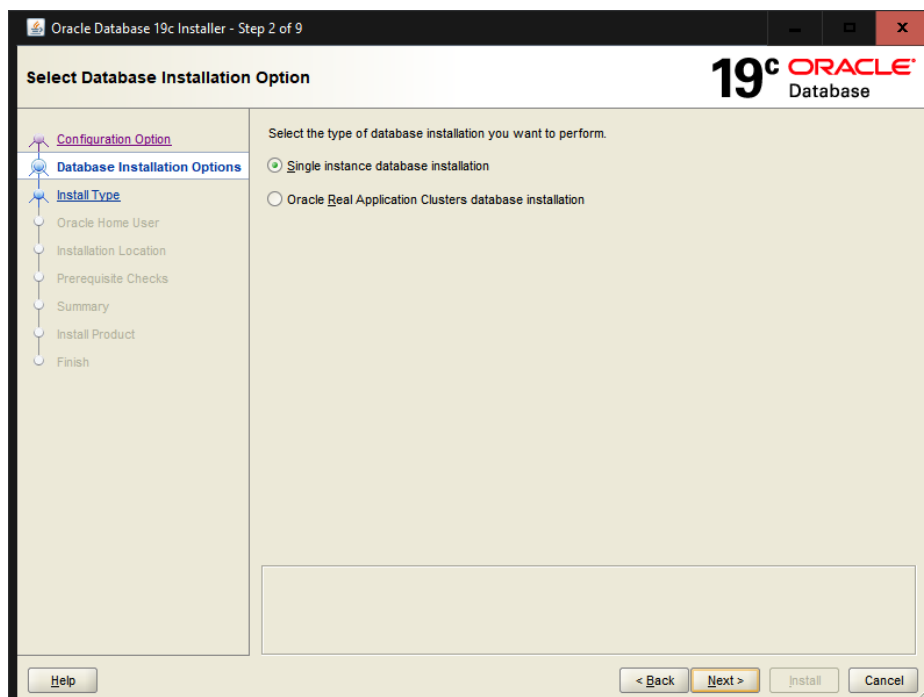 Oracle Database 19c Installer - Step 2 of 9
Select Database Installation Option
19c ORACLE
Database
Configuration Option
Database Installation Options
Install Type
Oracle Home User
Installation Location
Prerequisite Checks
Summary
Install Product
Finish
Select the type of database installation you want to perform.
Single instance database installation
Oracle Real Application Clusters database installation
Help
< Back
Next >
Install
Cancel